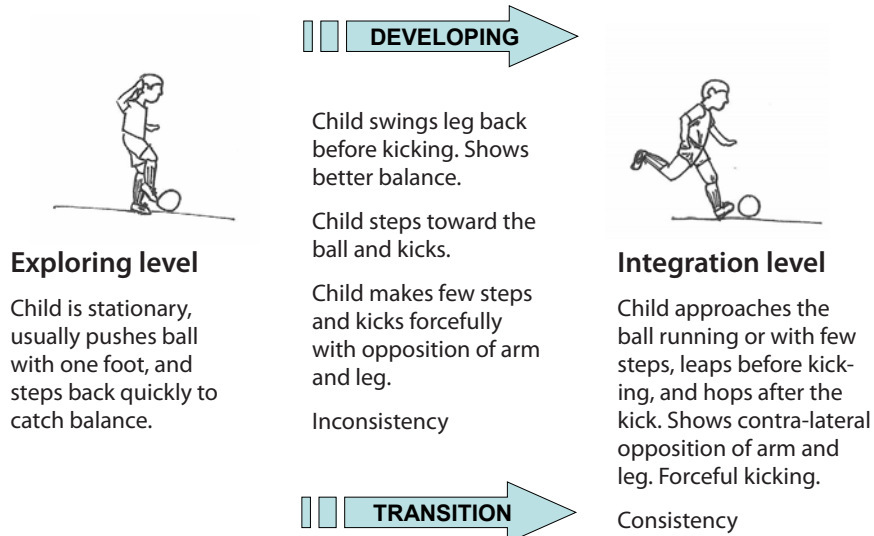 DEVELOPING
Exploring level
Child is stationary,
usually pushes ball
with one foot, and
steps back quickly to
catch balance.
Child swings leg back
before kicking. Shows
better balance.
Child steps toward the
ball and kicks.
Child makes few steps
and kicks forcefully
with opposition of arm
and leg.
Inconsistency
TRANSITION
Integration level
Child approaches the
ball running or with few
steps, leaps before kick-
ing, and hops after the
kick. Shows contra-lateral
opposition of arm and
leg. Forceful kicking.
Consistency